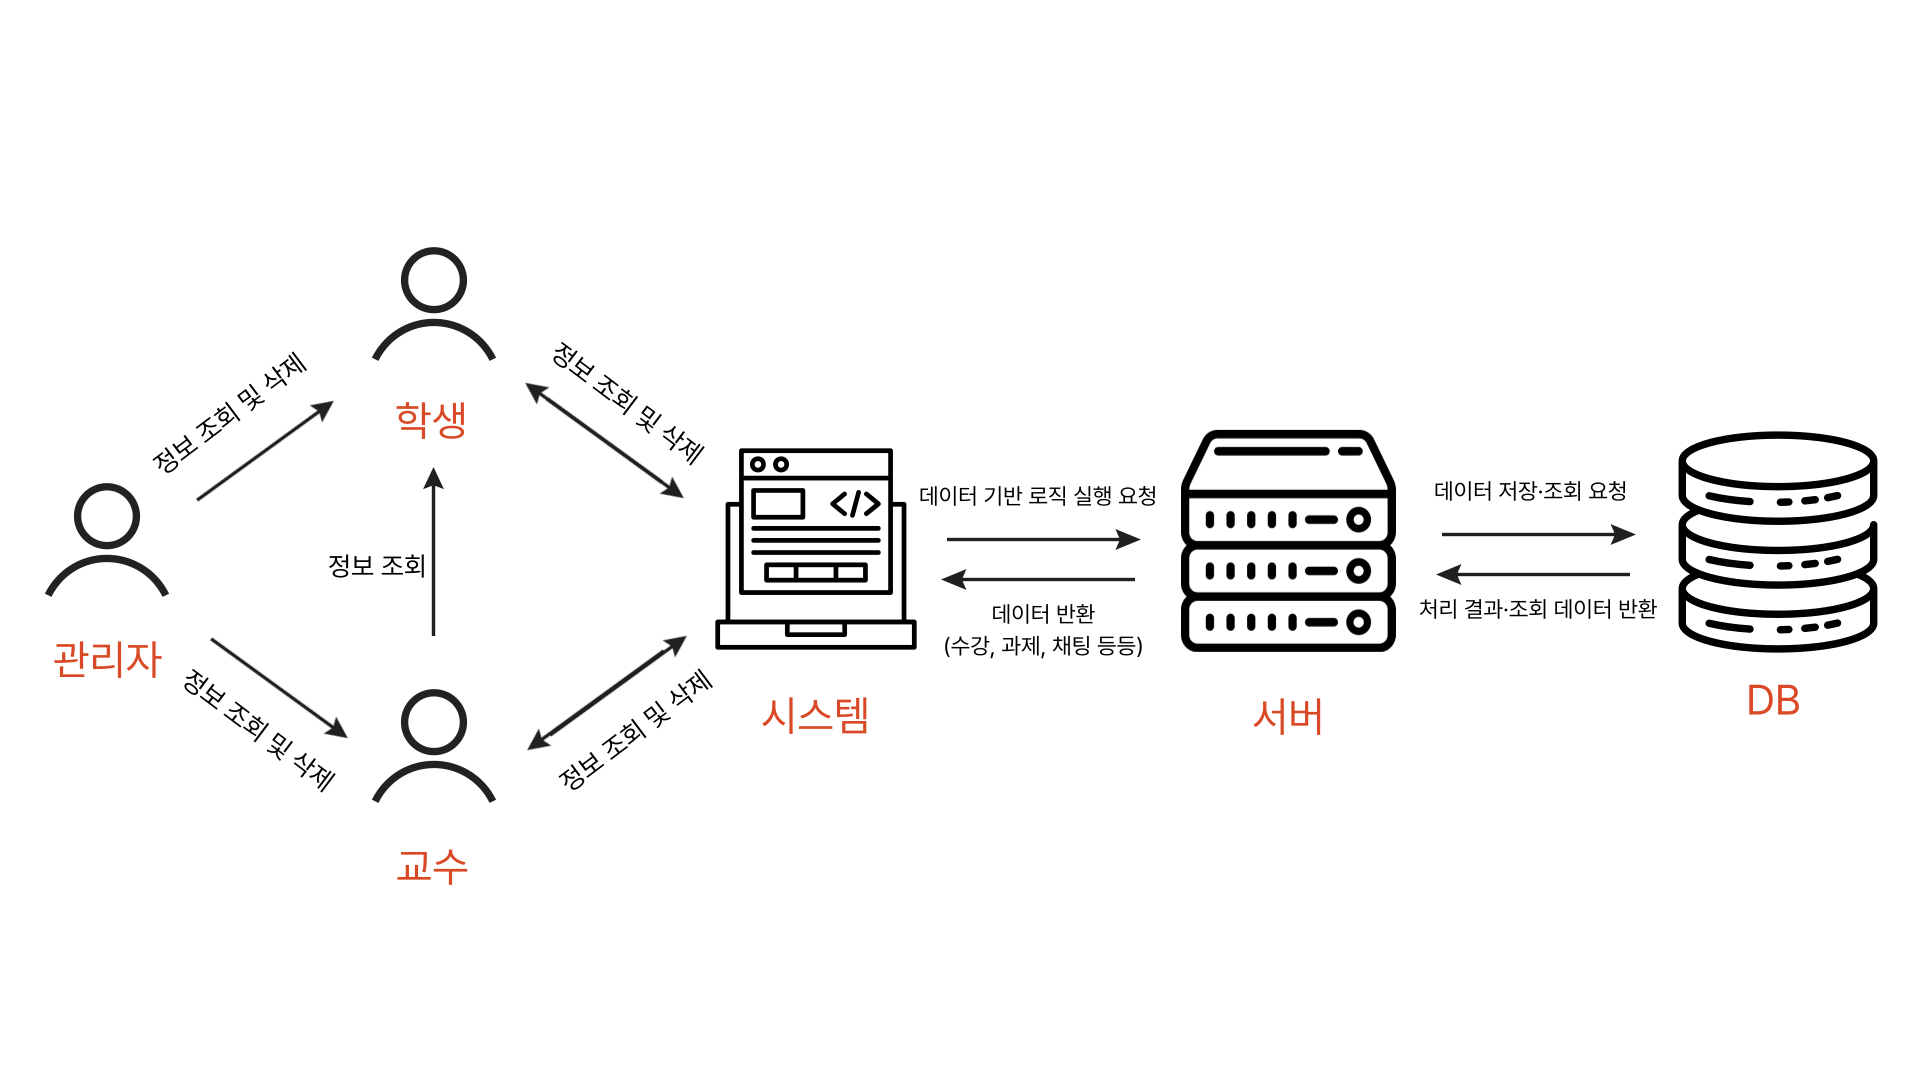 정보 조회 및 삭제
정보 조회 및 삭제
학생
데이터 기반 로직 실행 요청
데이터 저장·조회 요청
정보 조회
데이터 반환
(수강, 과제, 채팅 등등)
처리 결과·조회 데이터 반환
관리자
정보 조회 및 삭제
정보 조회 및 삭제
시스템
서버
DB
교수